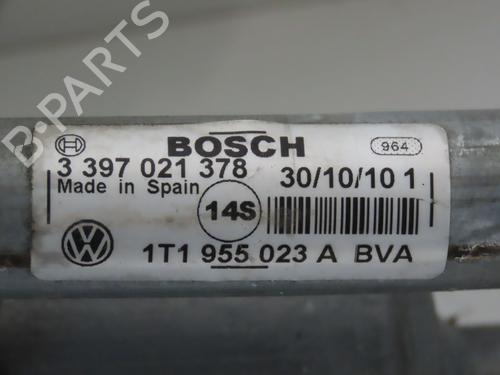 BOSCH
964
3 397 021 378
30/10/10 1
Made in Spain
14S
1T1 955 023 A BVA
B-PARTS